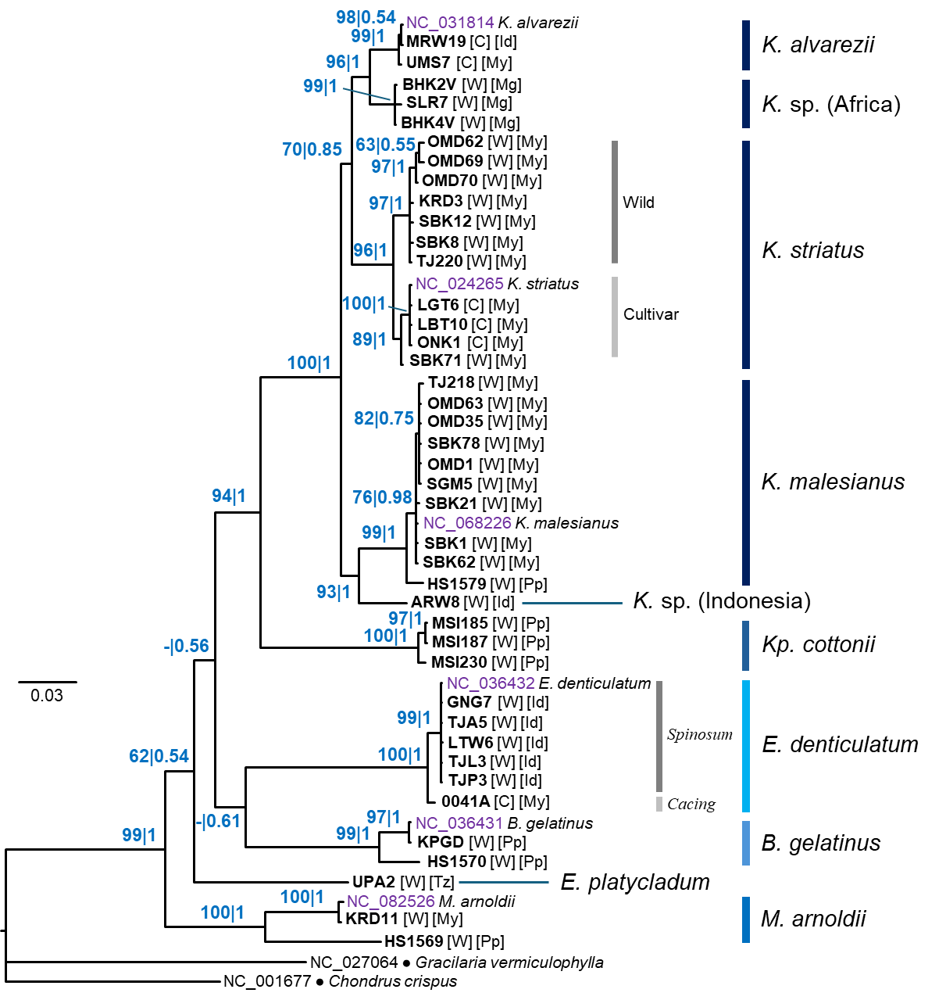 98|0.54
NC_031814 K. alvarezii
99|1
MRW19 [C] [Id]
K. alvarezii
96|1
UMS7 [C] [My]
99|1
BHK2V [W] [Mg]
SLR7 [W] [Mg]
K. sp. (Africa)
BHK4V [W] [Mg]
70|0.85
63|0.55
OMD62 [W] [My]
97|1
OMD69 [W] [My]
OMD70 [W] [My]
97|1
KRD3 [W] [My]
Wild
SBK12 [W] [My]
96|1
SBK8 [W] [My]
K. striatus
TJ220 [W] [My]
NC_024265 K. striatus
100|1
LGT6 [C] [My]
Cultivar
LBT10 [C] [My]
89|1
ONK1 [C] [My]
100|1
SBK71 [W] [My]
TJ218 [W] [My]
OMD63 [W] [My]
82|0.75
OMD35 [W] [My]
SBK78 [W] [My]
OMD1 [W] [My]
SGM5 [W] [My]
K. malesianus
94|1
76|0.98
SBK21 [W] [My]
NC_068226 K. malesianus
99|1
SBK1 [W] [My]
SBK62 [W] [My]
93|1
HS1579 [W] [Pp]
ARW8 [W] [Id]
K. sp. (Indonesia)
97|1
MSI185 [W] [Pp]
100|1
MSI187 [W] [Pp]
Kp. cottonii
-|0.56
MSI230 [W] [Pp]
0.03
NC_036432 E. denticulatum
GNG7 [W] [Id]
99|1
TJA5 [W] [Id]
Spinosum
LTW6 [W] [Id]
E. denticulatum
62|0.54
100|1
TJL3 [W] [Id]
TJP3 [W] [Id]
0041A [C] [My]
Cacing
-|0.61
97|1
NC_036431 B. gelatinus
99|1
99|1
KPGD [W] [Pp]
B. gelatinus
HS1570 [W] [Pp]
UPA2 [W] [Tz]
E. platycladum
100|1
NC_082526 M. arnoldii
100|1
KRD11 [W] [My]
M. arnoldii
HS1569 [W] [Pp]
NC_027064 ● Gracilaria vermiculophylla
NC_001677 ● Chondrus crispus